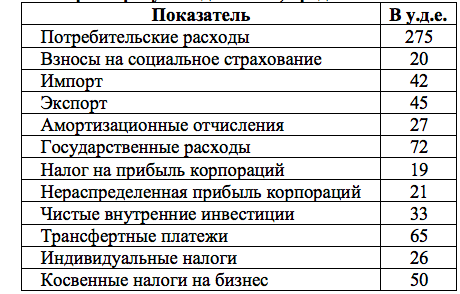 Показатель В у.д.е.
Потребительские расходы 275
Взносы на социальное страхование 20
Импорт 42
Экспорт 45
Амортизационные отчисления 27
Государственные расходы 72
Налог на прибыль корпораций 19
Нераспределенная прибыль корпораций 21
Чистые внутренние инвестиции 33
Трансфертные платежи 65
Индивидуальные налоги 26
Косвенные налоги на бизнес 50